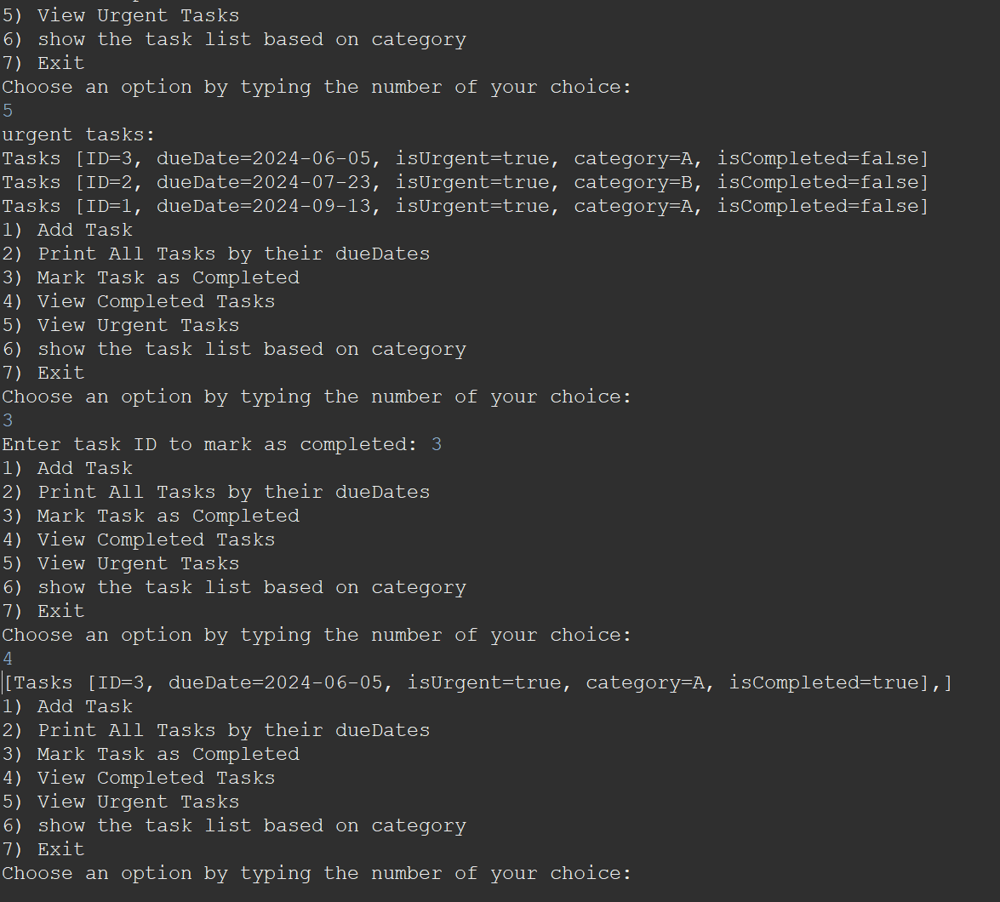 5) View Urgent Tasks
6) show the task list based on category
7) Exit
Choose an option by typing the number of your choice:
5
urgent tasks:
Tasks [ID=3, dueDate=2024-06-05, isUrgent=true, category=A, isCompleted=false]
Tasks [ID=2, dueDate=2024-07-23, isUrgent=true, category=B, isCompleted=false]
Tasks [ID=1, dueDate=2024-09-13, isUrgent=true, category=A, isCompleted=false]
1) Add Task
2) Print All Tasks by their dueDates
3) Mark Task as Completed
4) View Completed Tasks
5) View Urgent Tasks
6) show the task list based on category
7) Exit
Choose an option by typing the number of your choice:
3
Enter task ID to mark as completed: 3
1) Add Task
2) Print All Tasks by their dueDates
3) Mark Task as Completed
4) View Completed Tasks
5) View Urgent Tasks
6) show the task list based on category
7) Exit
Choose an option by typing the number of your choice:
4
[Tasks [ID=3, dueDate=2024-06-05, isUrgent=true, category=A, isCompleted=true],]
1) Add Task
2) Print All Tasks by their dueDates
3) Mark Task as Completed
4) View Completed Tasks
5) View Urgent Tasks
6) show the task list based on category
7) Exit
Choose an option by typing the number of your choice: